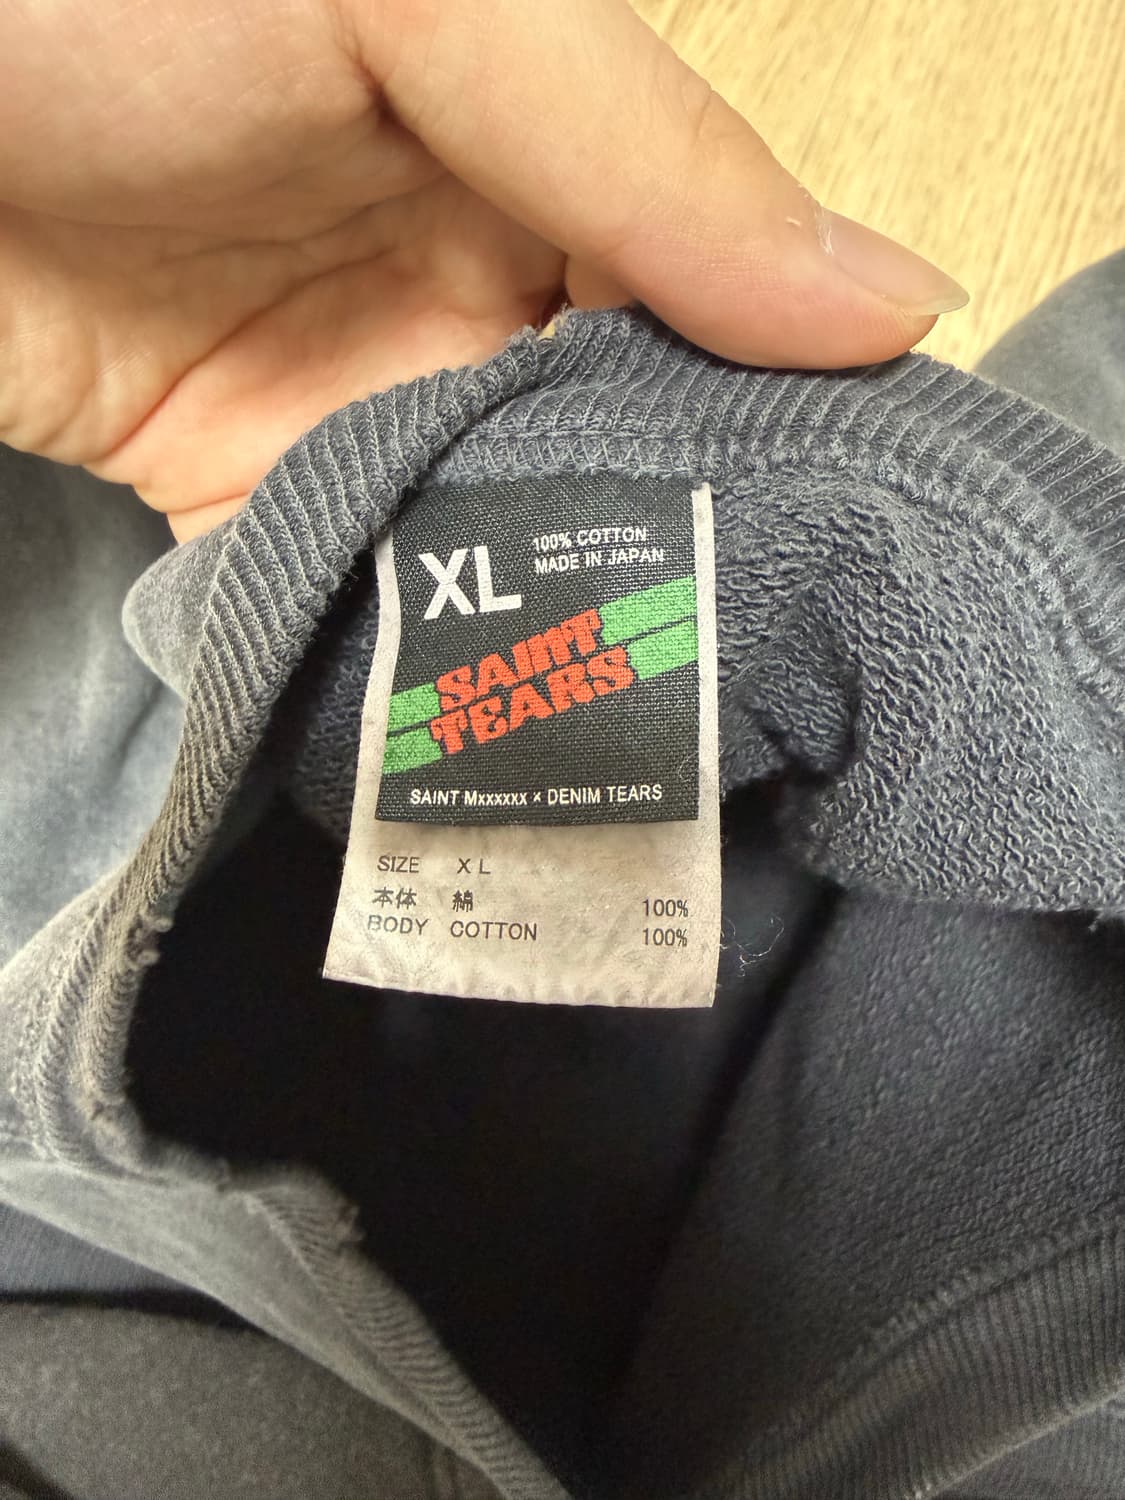 XL
100% COTTON
MADE IN JAPAN
SAINT
TEARS
SAINT Mxxxxxx × DENIM TEARS
SIZE XL
本体 綿 100%
BODY COTTON 100%